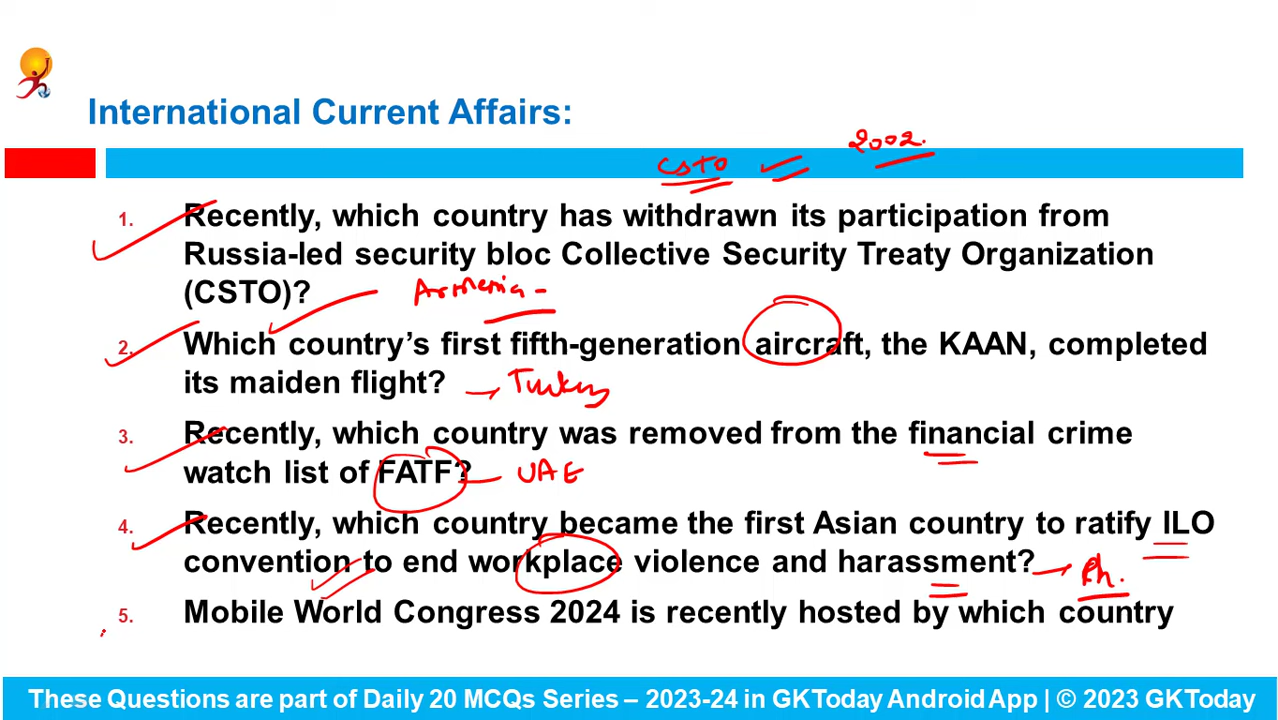 International Current Affairs:
CSTO 2002.
1. Recently, which country has withdrawn its participation from
Russia-led security bloc Collective Security Treaty Organization
(CSTO)? Armenia -
2. Which country's first fifth-generation aircraft, the KAAN, completed
its maiden flight? → Turkey
3. Recently, which country was removed from the financial crime
watch list of FATF? - UAE
4. Recently, which country became the first Asian country to ratify ILO
convention to end workplace violence and harassment? → Ph.
5. Mobile World Congress 2024 is recently hosted by which country
These Questions are part of Daily 20 MCQs Series – 2023-24 in GKToday Android App | © 2023 GKToday